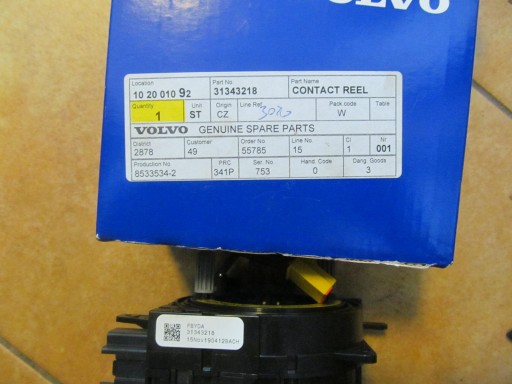 VOLVO
Location Part No. Part Name
10 20 010 92 31343218 CONTACT REEL
Quantity Unit Origin Line Ref. Pack code Table
1 ST CZ W
VOLVO GENUINE SPARE PARTS
District Customer Order No. Line No. Ci Nr
2878 49 55785 15 1 001
Production No. PRC Ser. No. Hand. Code Dang. Goods
8533534-2 341P 753 0 3
31343218